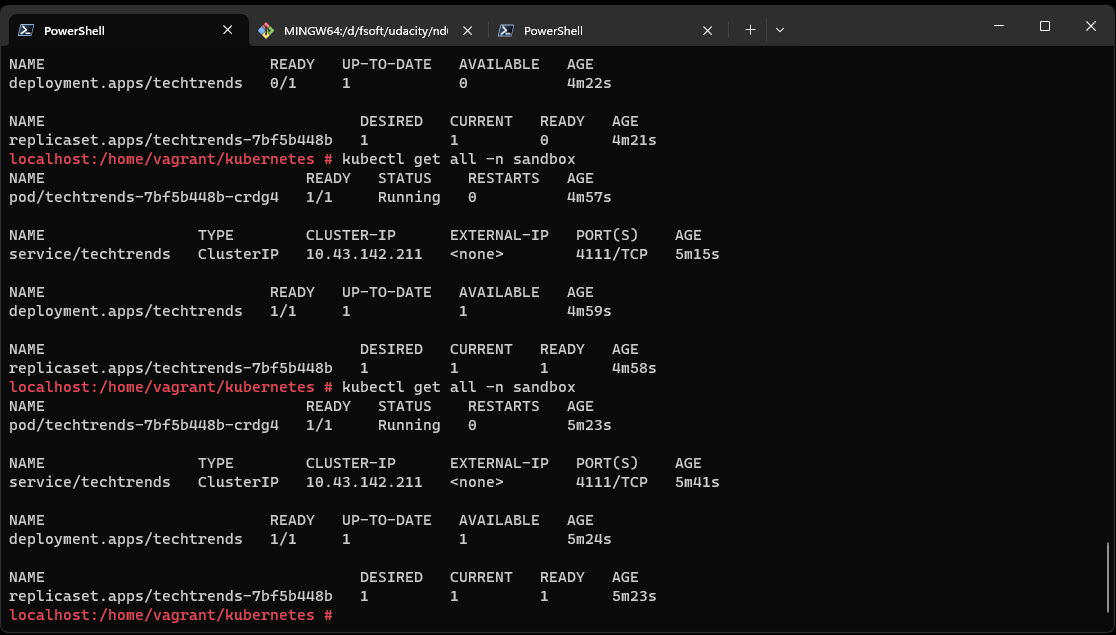 PowerShell MINGW64:/d/fsoft/udacity/nd PowerShell
NAME READY UP-TO-DATE AVAILABLE AGE
deployment.apps/techtrends 0/1 1 0 4m22s
NAME DESIRED CURRENT READY AGE
replicaset.apps/techtrends-7bf5b448b 1 1 0 4m21s
localhost:/home/vagrant/kubernetes # kubectl get all -n sandbox
NAME READY STATUS RESTARTS AGE
pod/techtrends-7bf5b448b-crdg4 1/1 Running 0 4m57s
NAME TYPE CLUSTER-IP EXTERNAL-IP PORT(S) AGE
service/techtrends ClusterIP 10.43.142.211 <none> 4111/TCP 5m15s
NAME READY UP-TO-DATE AVAILABLE AGE
deployment.apps/techtrends 1/1 1 1 4m59s
NAME DESIRED CURRENT READY AGE
replicaset.apps/techtrends-7bf5b448b 1 1 1 4m58s
localhost:/home/vagrant/kubernetes # kubectl get all -n sandbox
NAME READY STATUS RESTARTS AGE
pod/techtrends-7bf5b448b-crdg4 1/1 Running 0 5m23s
NAME TYPE CLUSTER-IP EXTERNAL-IP PORT(S) AGE
service/techtrends ClusterIP 10.43.142.211 <none> 4111/TCP 5m41s
NAME READY UP-TO-DATE AVAILABLE AGE
deployment.apps/techtrends 1/1 1 1 5m24s
NAME DESIRED CURRENT READY AGE
replicaset.apps/techtrends-7bf5b448b 1 1 1 5m23s
localhost:/home/vagrant/kubernetes #